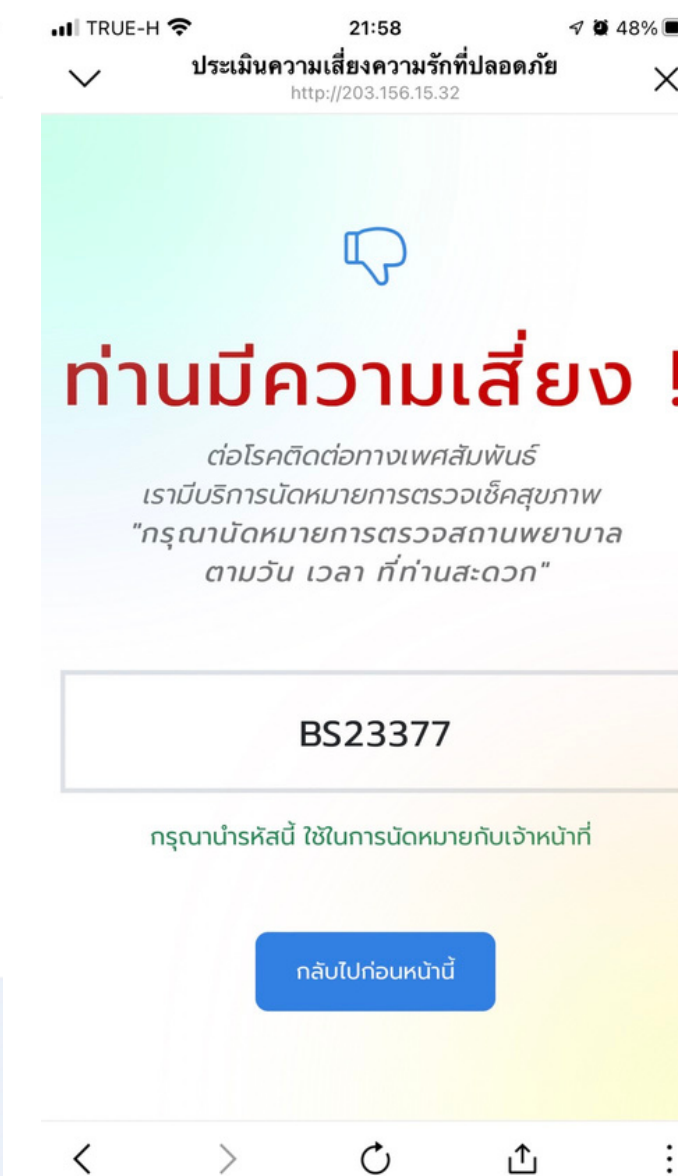 TRUE-H
21:58
48%
ประเมินความเสี่ยงความรักที่ปลอดภัย
http://203.156.15.32
ท่านมีความเสี่ยง !
ต่อโรคติดต่อทางเพศสัมพันธ์
เรามีบริการนัดหมายการตรวจเช็คสุขภาพ
"กรุณานัดหมายการตรวจสถานพยาบาล
ตามวัน เวลา ที่ท่านสะดวก"
BS23377
กรุณานำรหัสนี้ ใช้ในการนัดหมายกับเจ้าหน้าที่
กลับไปก่อนหน้านี้